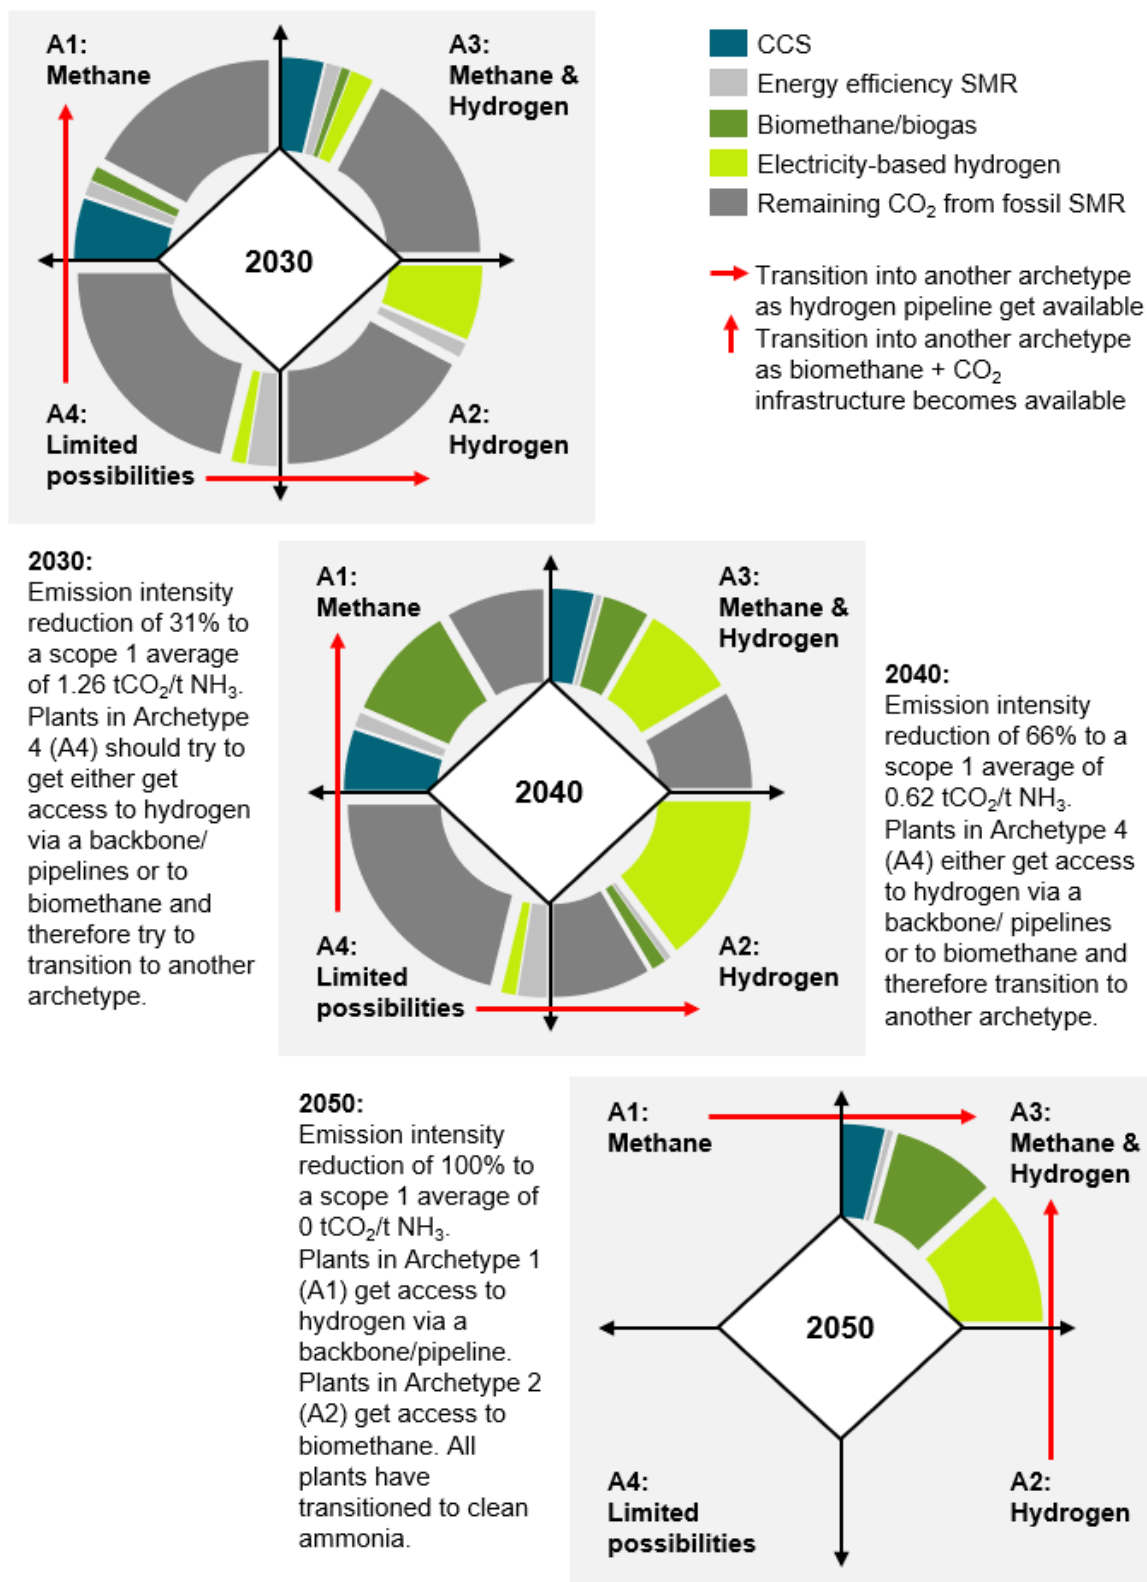 A1:
Methane
A3:
Methane &
Hydrogen
2030
A4:
Limited
possibilities
A2:
Hydrogen
CCS
Energy efficiency SMR
Biomethane/biogas
Electricity-based hydrogen
Remaining CO₂ from fossil SMR
Transition into another archetype
as hydrogen pipeline get available
Transition into another archetype
as biomethane + CO₂
infrastructure becomes available
2030:
Emission intensity
reduction of 31% to
a scope 1 average
of 1.26 tCO₂/t NH₃.
Plants in Archetype
4 (A4) should try to
get either get
access to hydrogen
via a backbone/
pipelines or to
biomethane and
therefore try to
transition to another
archetype.
A1:
Methane
A3:
Methane &
Hydrogen
2040
A4:
Limited
possibilities
A2:
Hydrogen
2040:
Emission intensity
reduction of 66% to a
scope 1 average of
0.62 tCO₂/t NH₃.
Plants in Archetype 4
(A4) either get access
to hydrogen via a
backbone/ pipelines
or to biomethane and
therefore transition to
another archetype.
2050:
Emission intensity
reduction of 100% to
a scope 1 average of
0 tCO₂/t NH₃.
Plants in Archetype 1
(A1) get access to
hydrogen via a
backbone/pipeline.
Plants in Archetype 2
(A2) get access to
biomethane. All
plants have
transitioned to clean
ammonia.
A1:
Methane
A3:
Methane &
Hydrogen
2050
A4:
Limited
possibilities
A2:
Hydrogen